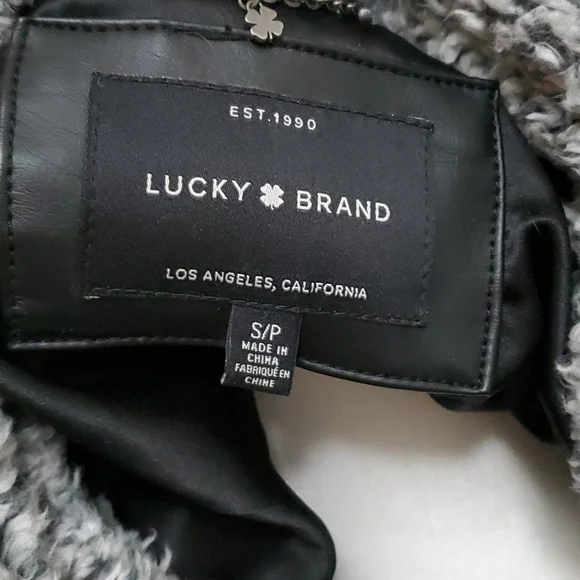 EST.1990
LUCKY BRAND
LOS ANGELES, CALIFORNIA
S/P
MADE IN
CHINA
FABRIQUÉ EN
CHINE